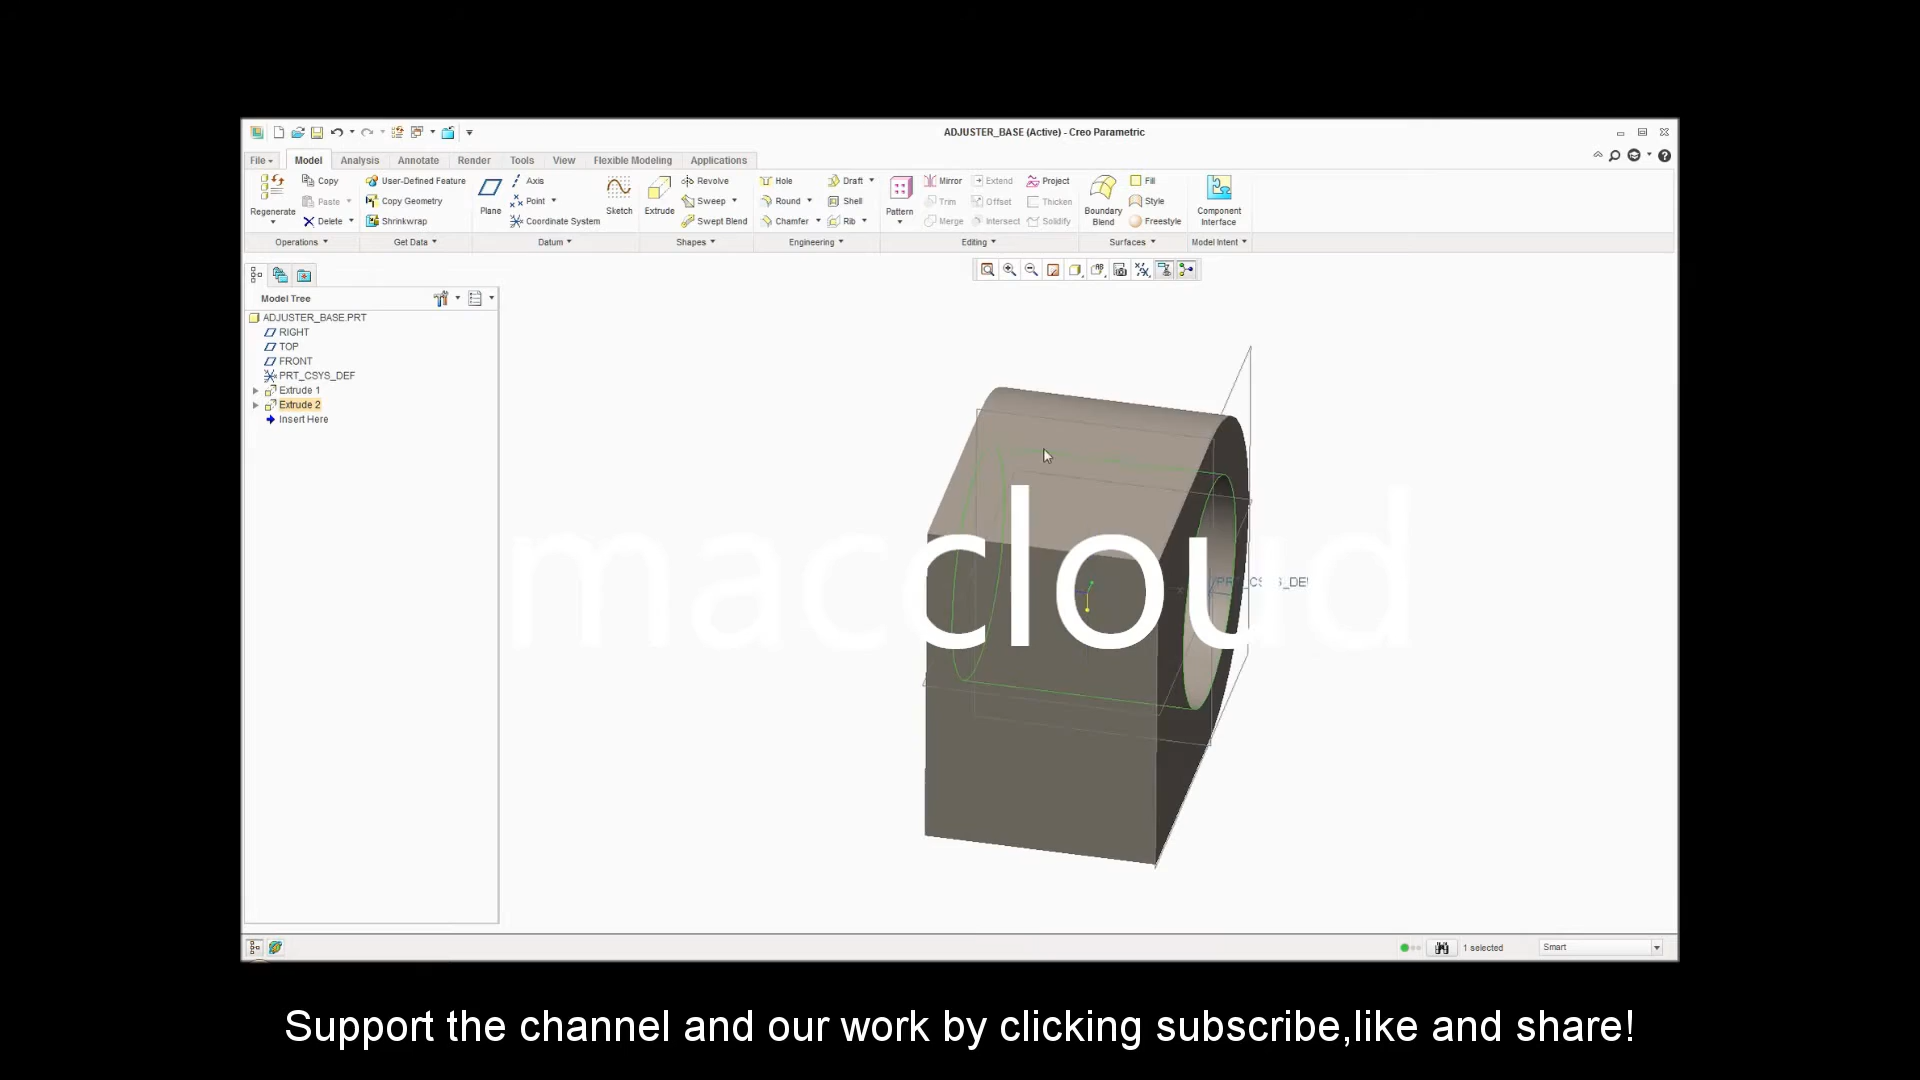 ADJUSTER_BASE (Active) - Creo Parametric
File Model Analysis Annotate Render Tools View Flexible Modeling Applications
Regenerate
Copy
Paste
Delete
Operations
User-Defined Feature
Copy Geometry
Shrinkwrap
Get Data
Plane
Axis
Point
Coordinate System
Datum
Sketch
Extrude
Revolve
Sweep
Swept Blend
Shapes
Hole
Round
Chamfer
Draft
Shell
Rib
Engineering
Pattern
Mirror
Trim
Merge
Extend
Offset
Intersect
Project
Thicken
Solidify
Editing
Boundary
Blend
Fill
Style
Freestyle
Surfaces
Component
Interface
Model Intent
Model Tree
ADJUSTER_BASE.PRT
RIGHT
TOP
FRONT
PRT_CSYS_DEF
Extrude 1
Extrude 2
Insert Here
maccloud
1 selected
Smart
Support the channel and our work by clicking subscribe,like and share!